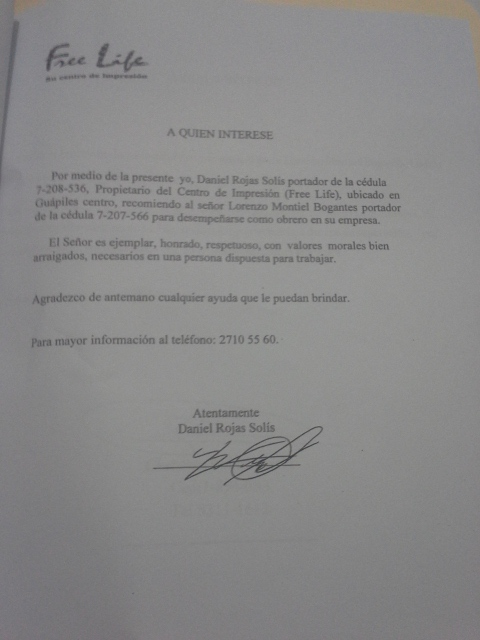 Free Life
su centro de Impresión
A QUIEN INTERESE
Por medio de la presente yo, Daniel Rojas Solís portador de la cédula
7-208-536, Propietario del Centro de Impresión (Free Life), ubicado en
Guápiles centro, recomiendo al señor Lorenzo Montiel Bogantes portador
de la cédula 7-207-566 para desempeñarse como obrero en su empresa.
El Señor es ejemplar, honrado, respetuoso, con valores morales bien
arraigados, necesarios en una persona dispuesta para trabajar.
Agradezco de antemano cualquier ayuda que le puedan brindar.
Para mayor información al teléfono: 2710 55 60.
Atentamente
Daniel Rojas Solís